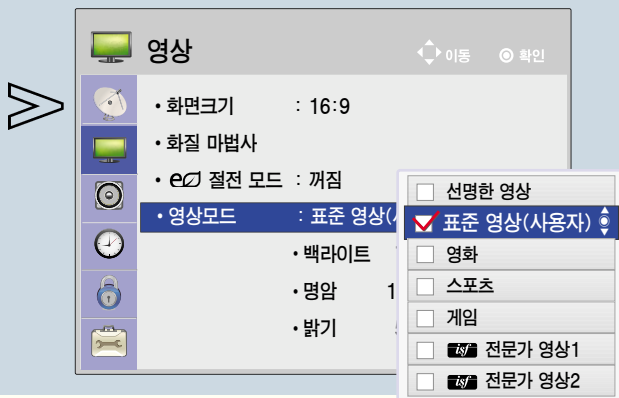 영상
이동 확인
• 화면크기 : 16:9
• 화질 마법사
• e 절전 모드 : 꺼짐
• 영상모드 : 표준 영상(
• 백라이트
• 명암 1
• 밝기
선명한 영상
표준 영상(사용자)
영화
스포츠
게임
isf 전문가 영상1
isf 전문가 영상2